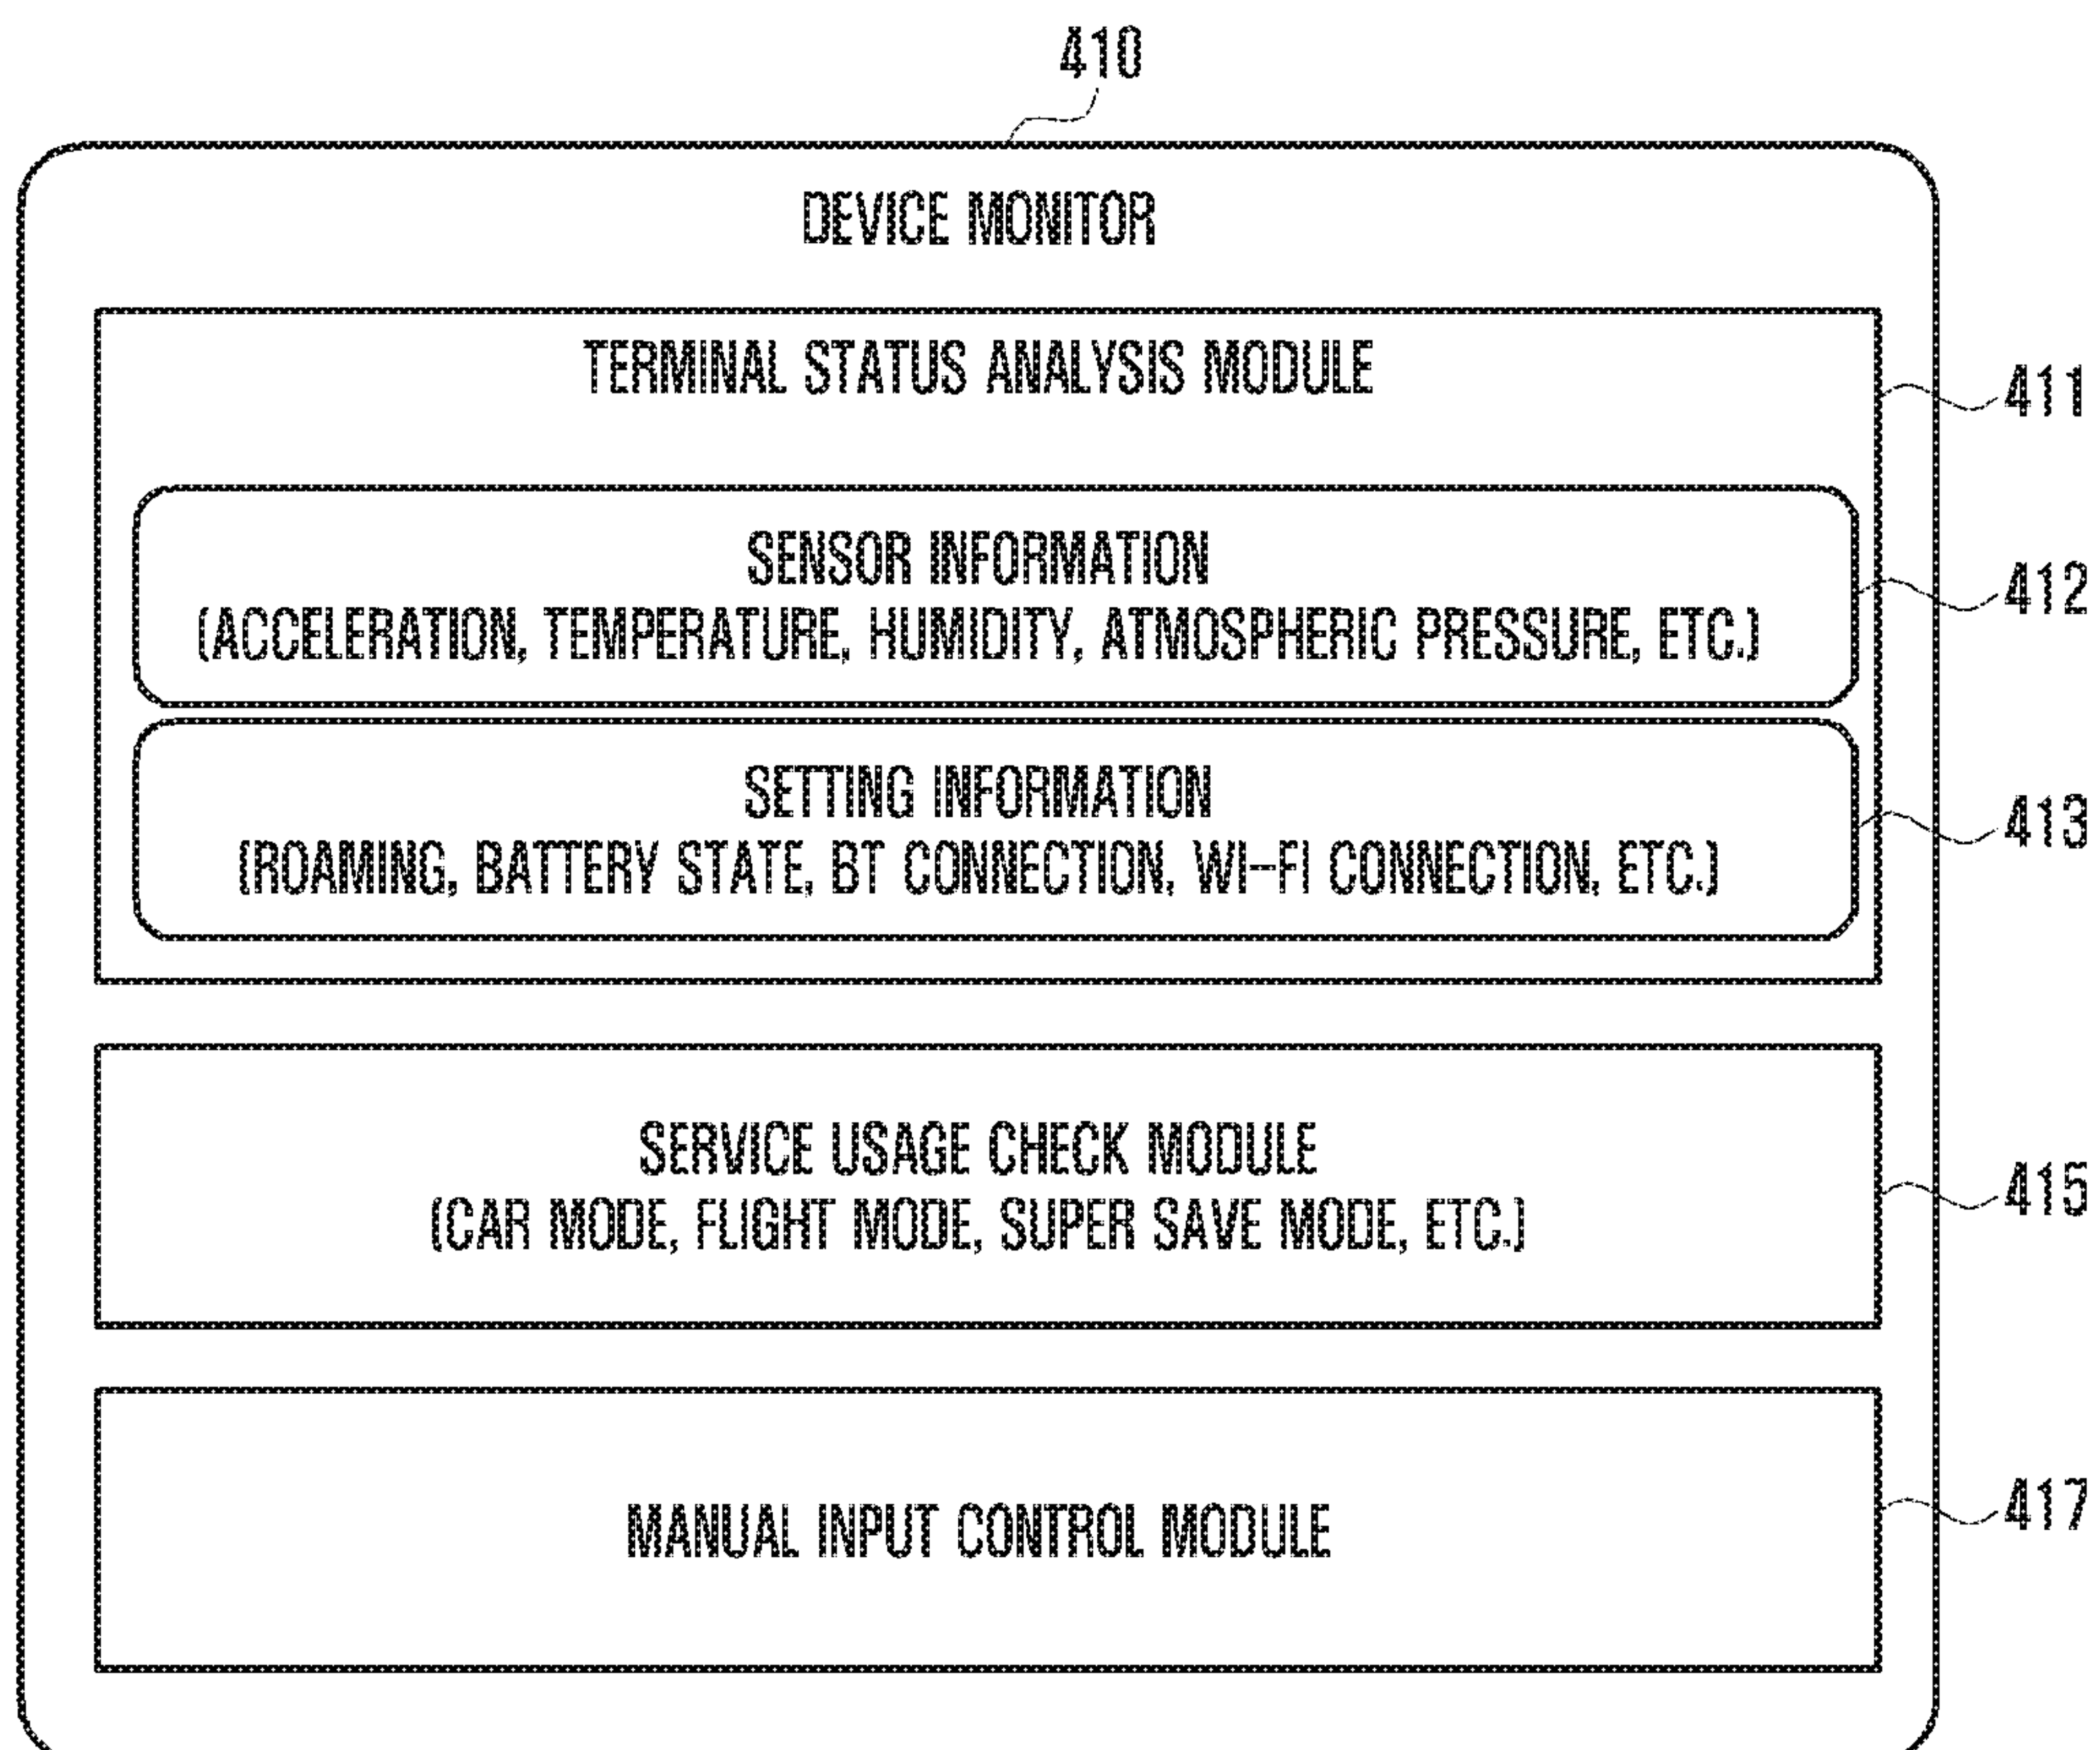 410
DEVICE MONITOR
TERMINAL STATUS ANALYSIS MODULE
411
SENSOR INFORMATION
(ACCELERATION, TEMPERATURE, HUMIDITY, ATMOSPHERIC PRESSURE, ETC.)
412
SETTING INFORMATION
(ROAMING, BATTERY STATE, BT CONNECTION, WI-FI CONNECTION, ETC.)
413
SERVICE USAGE CHECK MODULE
(CAR MODE, FLIGHT MODE, SUPER SAVE MODE, ETC.)
415
MANUAL INPUT CONTROL MODULE
417